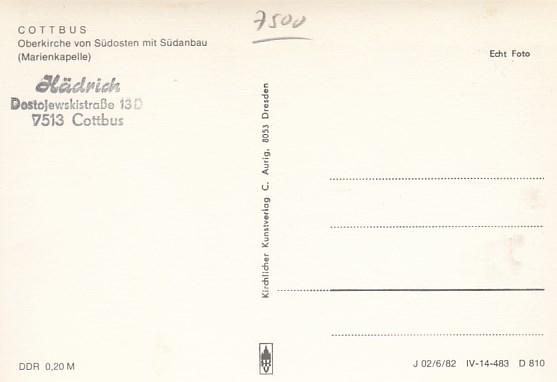 7500
COTTBUS
Oberkirche von Südosten mit Südanbau
(Marienkapelle)
Echt Foto
Hädrich
Dostojewskistraße 13D
7513 Cottbus
Kirchlicher Kunstverlag C. Aurig, 8053 Dresden
DDR 0,20 M
J 02/6/82 IV-14-483 D 810